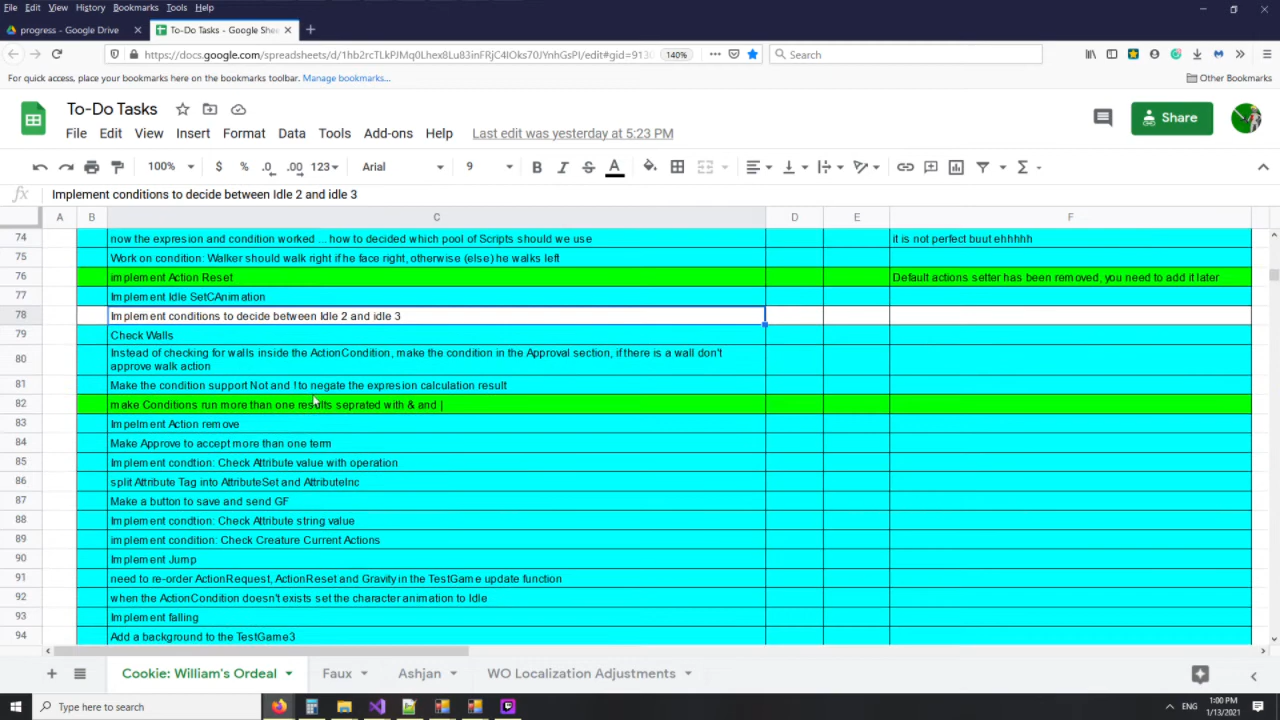 File Edit View History Bookmarks Tools Help
progress - Google Drive
To-Do Tasks - Google Shee
https://docs.google.com/spreadsheets/d/1hb2rcTLkPJMq0Lhex8Lu83inFRjC4IOks70JYnhGsPI/edit#gid=9130
140%
Search
For quick access, place your bookmarks here on the bookmarks toolbar. Manage bookmarks...
Other Bookmarks
To-Do Tasks
Share
File Edit View Insert Format Data Tools Add-ons Help Last edit was yesterday at 5:23 PM
100% $ % .0 .00 123 Arial 9 B I S A
fx Implement conditions to decide between Idle 2 and idle 3
A B C D E F
74 now the expresion and condition worked ... how to decided which pool of Scripts should we use it is not perfect buut ehhhhh
75 Work on condition: Walker should walk right if he face right, otherwise (else) he walks left
76 implement Action Reset Default actions setter has been removed, you need to add it later
77 Implement Idle SetCAnimation
78 Implement conditions to decide between Idle 2 and idle 3
79 Check Walls
80 Instead of checking for walls inside the ActionCondition, make the condition in the Approval section, if there is a wall don't
approve walk action
81 Make the condition support Not and ! to negate the expresion calculation result
82 make Conditions run more than one results seprated with & and |
83 Impelment Action remove
84 Make Approve to accept more than one term
85 Implement condtion: Check Attribute value with operation
86 split Attribute Tag into AttributeSet and AttributeInc
87 Make a button to save and send GF
88 Implement condtion: Check Attribute string value
89 implement condition: Check Creature Current Actions
90 Implement Jump
91 need to re-order ActionRequest, ActionReset and Gravity in the TestGame update function
92 when the ActionCondition doesn't exists set the character animation to Idle
93 Implement falling
94 Add a background to the TestGame3
Cookie: William's Ordeal Faux Ashjan WO Localization Adjustments
Type here to search
ENG
1:00 PM
1/13/2021